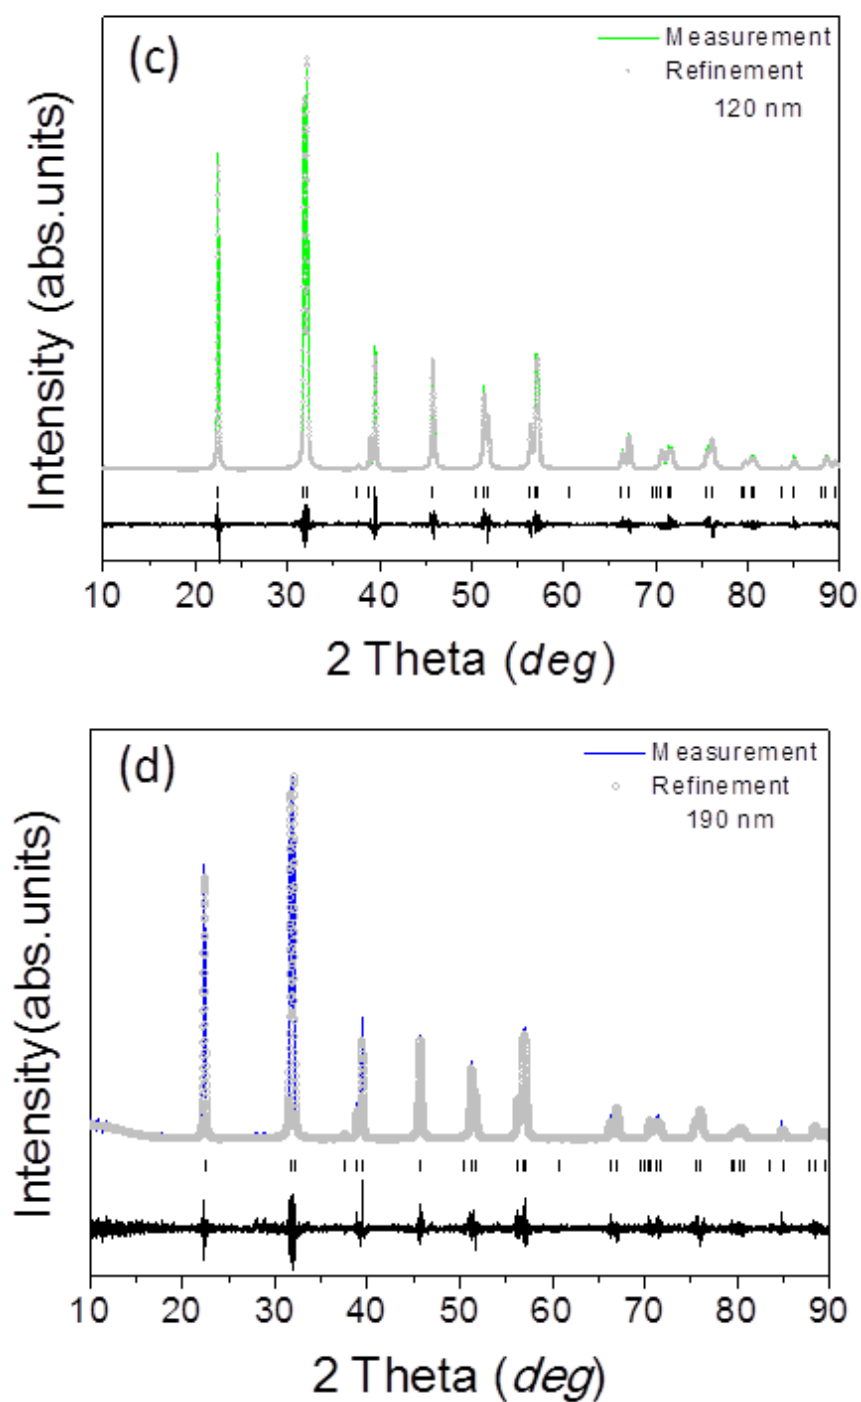 (c)
Measurement
Refinement
120 nm
Intensity (abs.units)
10 20 30 40 50 60 70 80 90
2 Theta (deg)
(d)
Measurement
Refinement
190 nm
Intensity(abs.units)
10 20 30 40 50 60 70 80 90
2 Theta (deg)